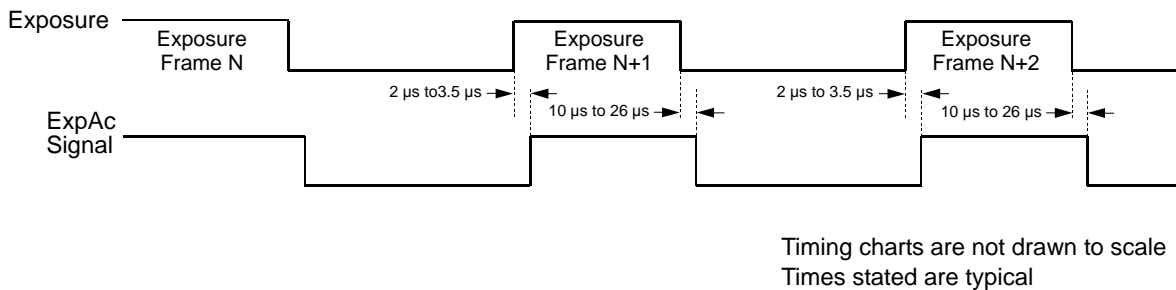 Exposure
Exposure
Frame N
Exposure
Frame N+1
Exposure
Frame N+2
2 µs to3.5 µs
2 µs to 3.5 µs
10 µs to 26 µs
10 µs to 26 µs
ExpAc
Signal
Timing charts are not drawn to scale
Times stated are typical